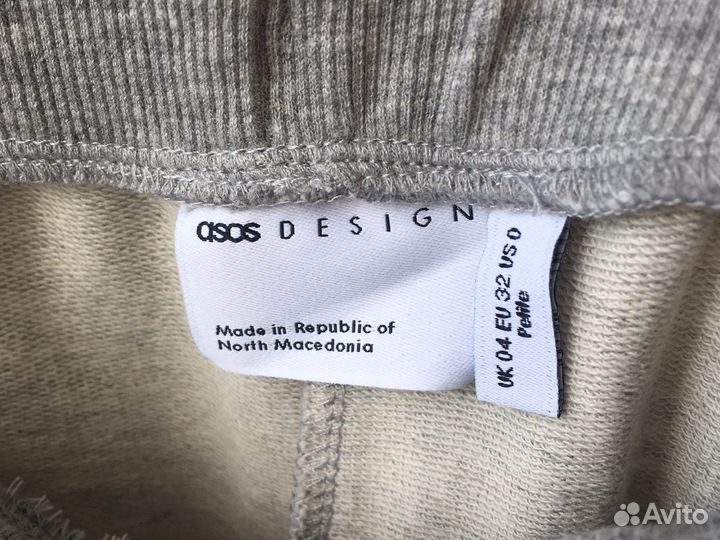 asos DESIGN
Made in Republic of
North Macedonia
UK 04 EU 32 US 0
Petite
Avito